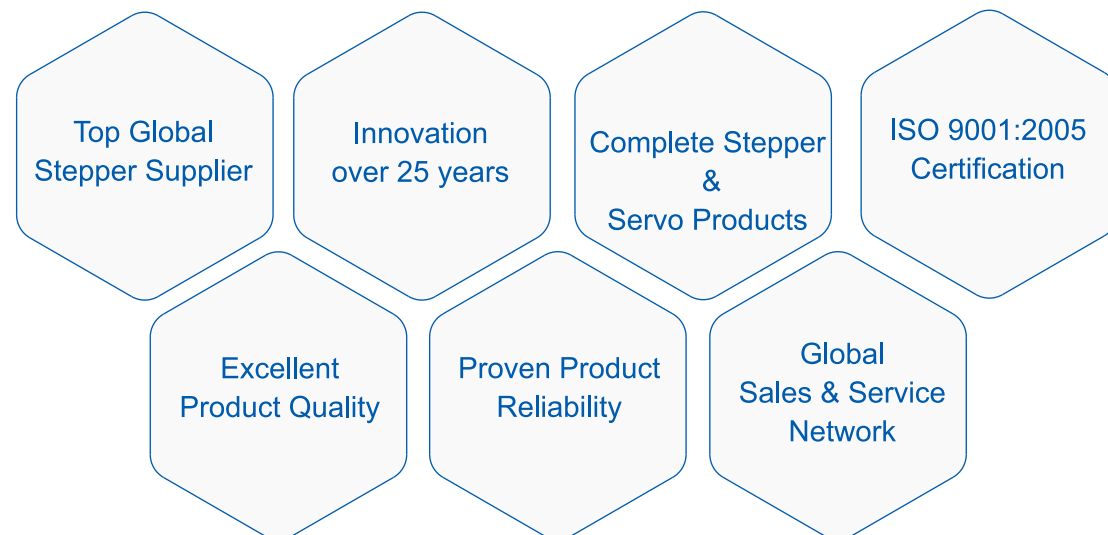 Top Global
Stepper Supplier
Innovation
over 25 years
Complete Stepper
&
Servo Products
ISO 9001:2005
Certification
Excellent
Product Quality
Proven Product
Reliability
Global
Sales & Service
Network